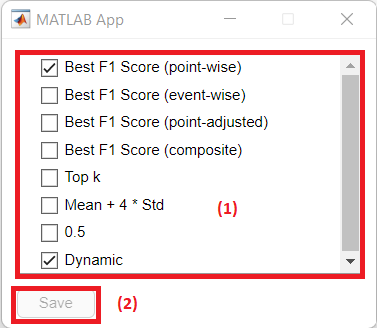 MATLAB App
Best F1 Score (point-wise)
Best F1 Score (event-wise)
Best F1 Score (point-adjusted)
Best F1 Score (composite)
Top k
Mean + 4 * Std
(1)
0.5
Dynamic
Save
(2)